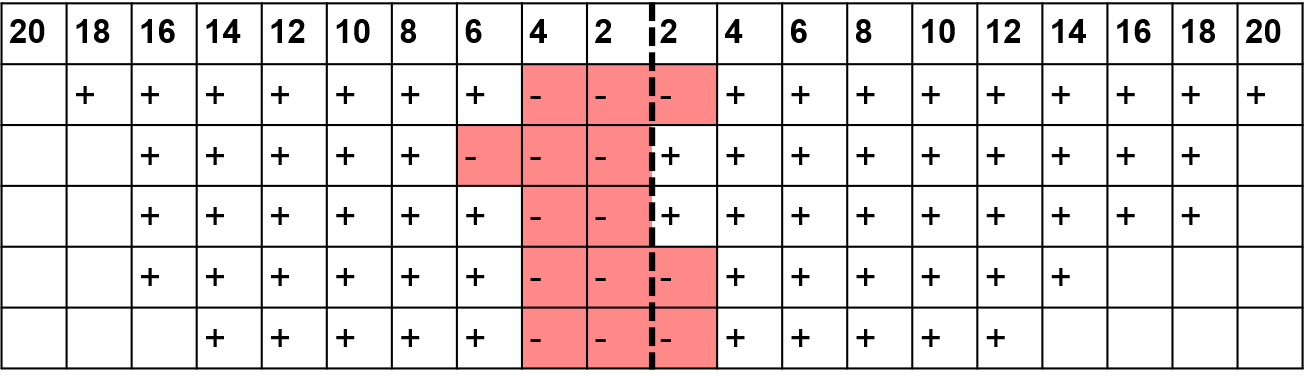 20 18 16 14 12 10 8 6 4 2 2 4 6 8 10 12 14 16 18 20
+ + + + + + + - - - + + + + + + + + +
+ + + + + - - - + + + + + + + + +
+ + + + + + - - + + + + + + + + +
+ + + + + + - - - + + + + + +
+ + + + + - - - + + + + +